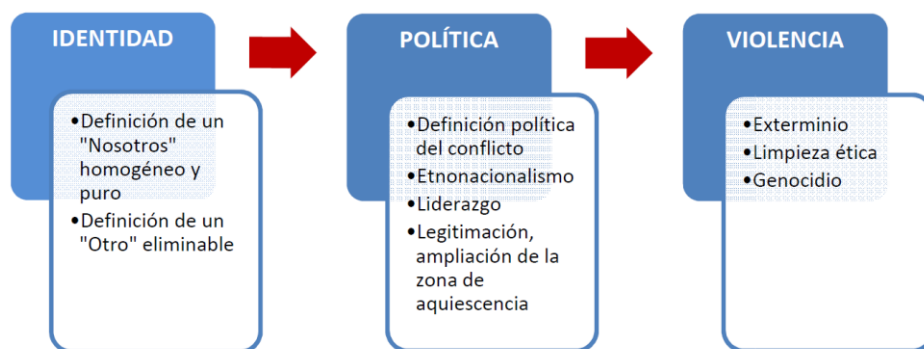 IDENTIDAD
•Definición de un
"Nosotros"
homogéneo y
puro
•Definición de un
"Otro" eliminable
POLÍTICA
•Definición política
del conflicto
•Etnonacionalismo
•Liderazgo
•Legitimación,
ampliación de la
zona de
aquiescencia
VIOLENCIA
•Exterminio
•Limpieza ética
•Genocidio